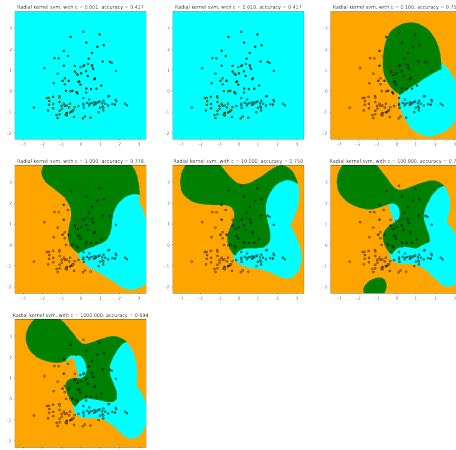 Radial kernel svm, with c = 0.001, accuracy = 0.417
Radial kernel svm, with c = 0.010, accuracy = 0.417
Radial kernel svm, with c = 0.100, accuracy = 0.75
Radial kernel svm, with c = 1.000, accuracy = 0.778
Radial kernel svm, with c = 10.000, accuracy = 0.750
Radial kernel svm, with c = 100.000, accuracy = 0.7
Radial kernel svm, with c = 1000.000, accuracy = 0.694